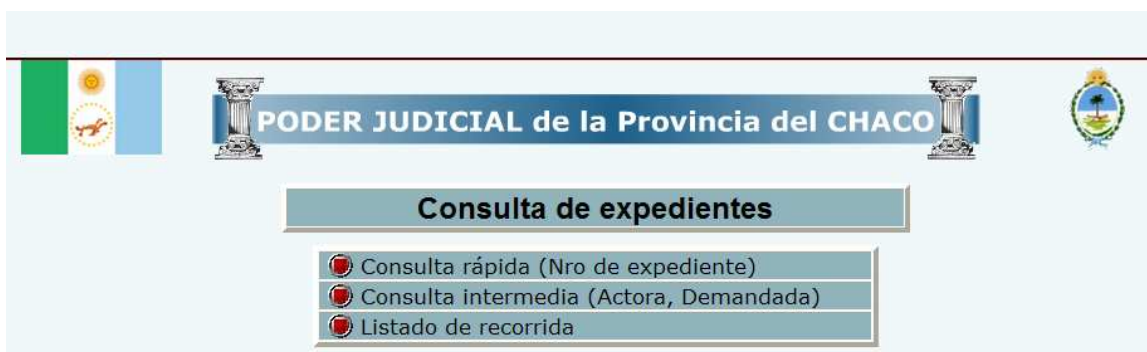 PODER JUDICIAL de la Provincia del CHACO
Consulta de expedientes
Consulta rápida (Nro de expediente)
Consulta intermedia (Actora, Demandada)
Listado de recorrida